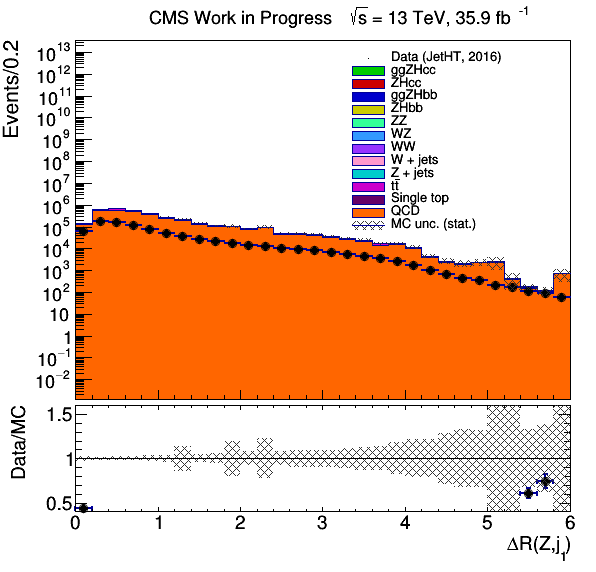 CMS Work in Progress √s = 13 TeV, 35.9 fb⁻¹
Events/0.2
10¹³
10¹²
10¹¹
10¹⁰
10⁹
10⁸
10⁷
10⁶
10⁵
10⁴
10³
10²
10
1
10⁻¹
10⁻²
Data (JetHT, 2016)
ggZHcc
ZHcc
ggZHbb
ZHbb
ZZ
WZ
WW
W + jets
Z + jets
tt̄
Single top
QCD
MC unc. (stat.)
Data/MC
1.5
1
0.5
0 1 2 3 4 5 6
ΔR(Z,j₁)